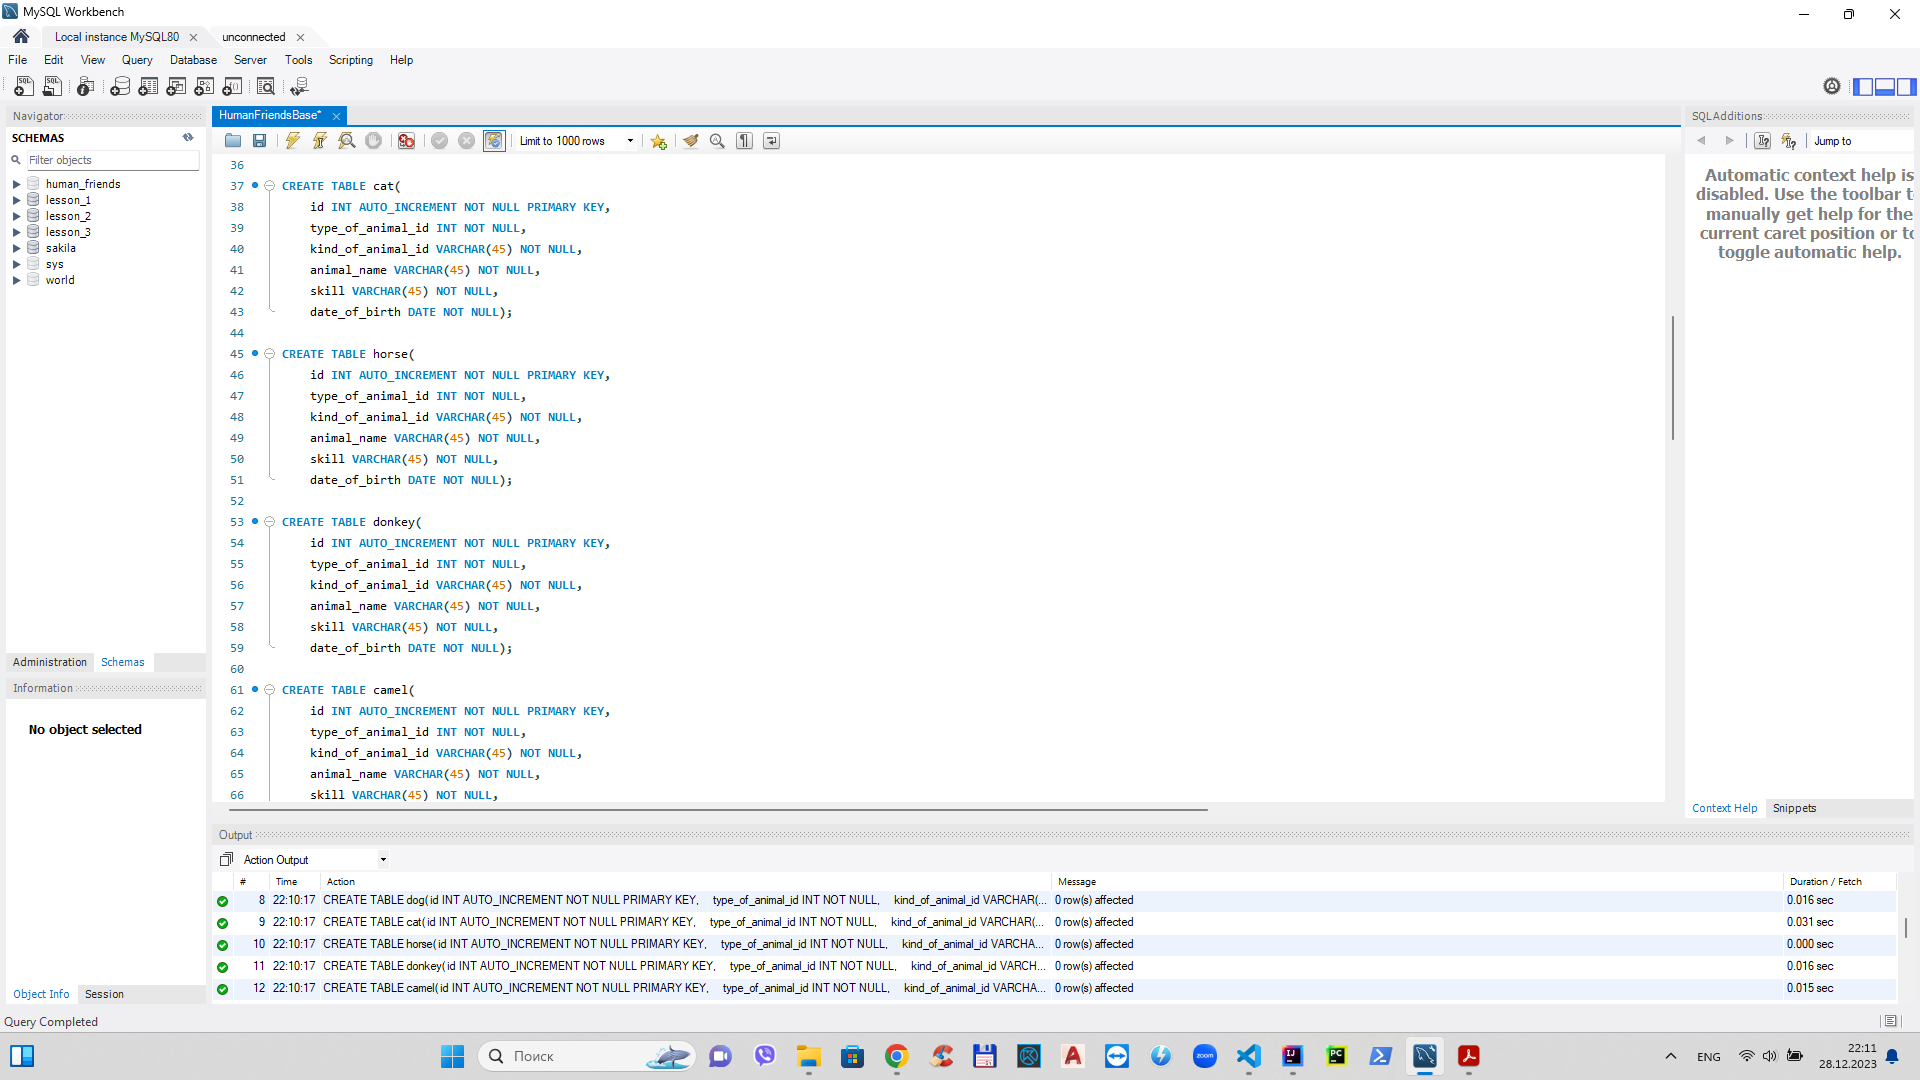 MySQL Workbench
Local instance MySQL80
unconnected
File Edit View Query Database Server Tools Scripting Help
Navigator
SCHEMAS
Filter objects
human_friends
lesson_1
lesson_2
lesson_3
sakila
sys
world
Administration Schemas
Information
No object selected
Object Info Session
Query Completed
HumanFriendsBase*
Limit to 1000 rows
36
37 CREATE TABLE cat(
38 id INT AUTO_INCREMENT NOT NULL PRIMARY KEY,
39 type_of_animal_id INT NOT NULL,
40 kind_of_animal_id VARCHAR(45) NOT NULL,
41 animal_name VARCHAR(45) NOT NULL,
42 skill VARCHAR(45) NOT NULL,
43 date_of_birth DATE NOT NULL);
44
45 CREATE TABLE horse(
46 id INT AUTO_INCREMENT NOT NULL PRIMARY KEY,
47 type_of_animal_id INT NOT NULL,
48 kind_of_animal_id VARCHAR(45) NOT NULL,
49 animal_name VARCHAR(45) NOT NULL,
50 skill VARCHAR(45) NOT NULL,
51 date_of_birth DATE NOT NULL);
52
53 CREATE TABLE donkey(
54 id INT AUTO_INCREMENT NOT NULL PRIMARY KEY,
55 type_of_animal_id INT NOT NULL,
56 kind_of_animal_id VARCHAR(45) NOT NULL,
57 animal_name VARCHAR(45) NOT NULL,
58 skill VARCHAR(45) NOT NULL,
59 date_of_birth DATE NOT NULL);
60
61 CREATE TABLE camel(
62 id INT AUTO_INCREMENT NOT NULL PRIMARY KEY,
63 type_of_animal_id INT NOT NULL,
64 kind_of_animal_id VARCHAR(45) NOT NULL,
65 animal_name VARCHAR(45) NOT NULL,
66 skill VARCHAR(45) NOT NULL,
SQLAdditions
Jump to
Automatic context help is
disabled. Use the toolbar t
manually get help for the
current caret position or to
toggle automatic help.
Context Help Snippets
Output
Action Output
# Time Action Message Duration / Fetch
8 22:10:17 CREATE TABLE dog( id INT AUTO_INCREMENT NOT NULL PRIMARY KEY, type_of_animal_id INT NOT NULL, kind_of_animal_id VARCHAR(... 0 row(s) affected 0.016 sec
9 22:10:17 CREATE TABLE cat( id INT AUTO_INCREMENT NOT NULL PRIMARY KEY, type_of_animal_id INT NOT NULL, kind_of_animal_id VARCHAR(... 0 row(s) affected 0.031 sec
10 22:10:17 CREATE TABLE horse( id INT AUTO_INCREMENT NOT NULL PRIMARY KEY, type_of_animal_id INT NOT NULL, kind_of_animal_id VARCHA... 0 row(s) affected 0.000 sec
11 22:10:17 CREATE TABLE donkey( id INT AUTO_INCREMENT NOT NULL PRIMARY KEY, type_of_animal_id INT NOT NULL, kind_of_animal_id VARCH... 0 row(s) affected 0.016 sec
12 22:10:17 CREATE TABLE camel( id INT AUTO_INCREMENT NOT NULL PRIMARY KEY, type_of_animal_id INT NOT NULL, kind_of_animal_id VARCHA... 0 row(s) affected 0.015 sec
Поиск
zoom
IJ
PC
ENG
22:11
28.12.2023